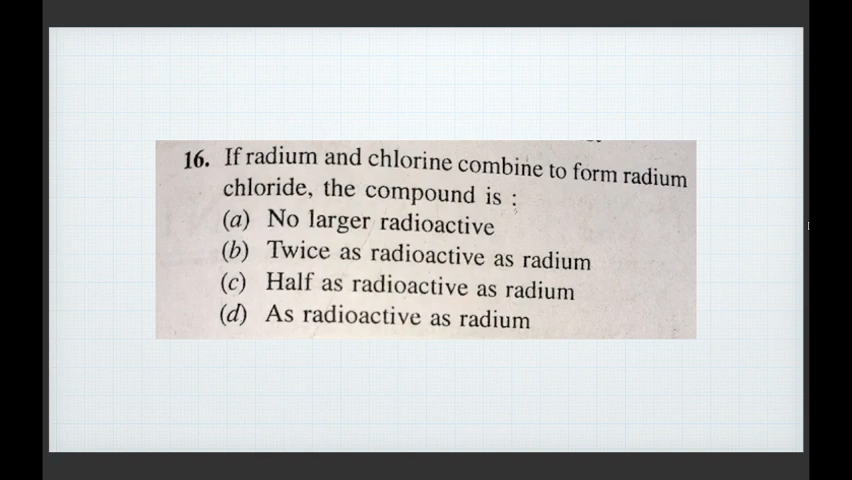 16. If radium and chlorine combine to form radium
chloride, the compound is :
(a) No larger radioactive
(b) Twice as radioactive as radium
(c) Half as radioactive as radium
(d) As radioactive as radium